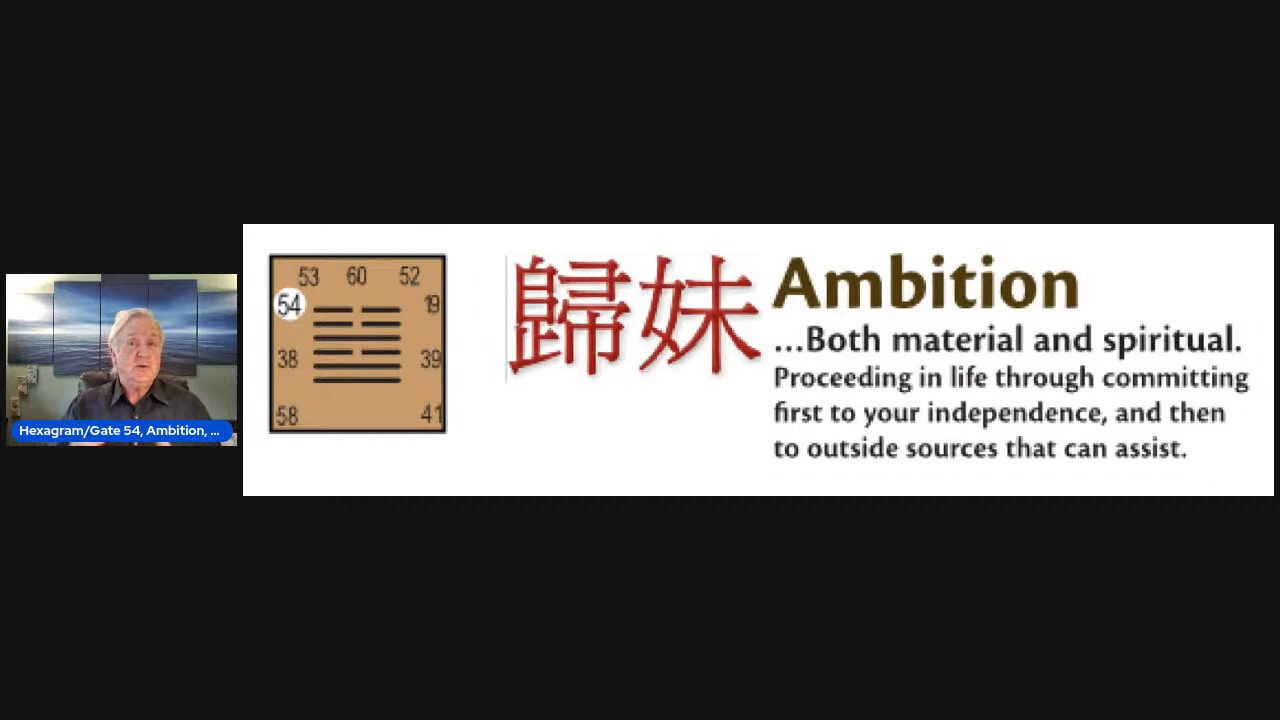 Hexagram/Gate 54, Ambition, ...
53 60 52
54 19
38 39
58 41
歸妹
Ambition
...Both material and spiritual.
Proceeding in life through committing
first to your independence, and then
to outside sources that can assist.